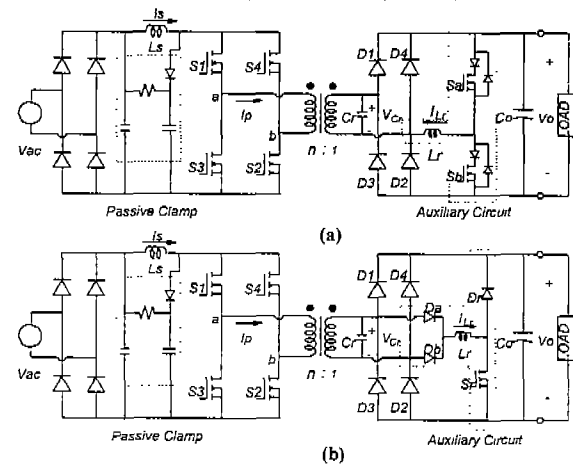 Is
Ls
S1
S4
D1
D4
Sa
a
Ip
Cr
VCr
ILr
Lr
Co
Vo
LOAD
Vac
b
S3
S2
n : 1
D3
D2
Sb
Passive Clamp
Auxiliary Circuit
(a)
Is
Ls
S1
S4
D1
D4
Da
Dr
a
Ip
Cr
VCr
ILr
Lr
Co
Vo
LOAD
Vac
b
Db
S3
S2
n : 1
D3
D2
Passive Clamp
Auxiliary Circuit
(b)